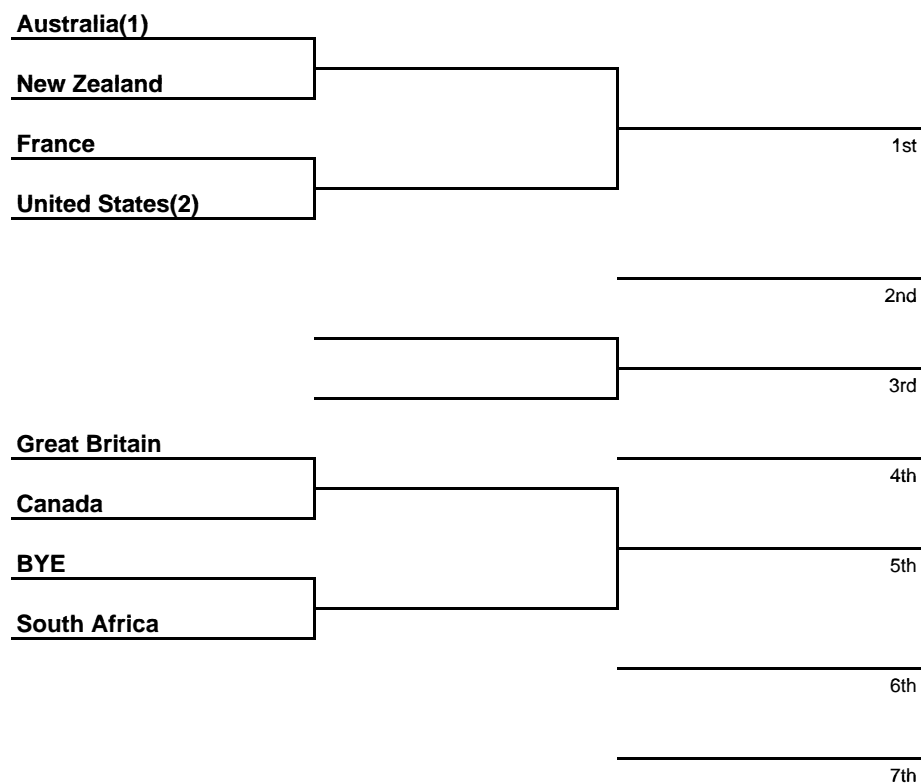 Australia(1)
New Zealand
France
1st
United States(2)
2nd
3rd
Great Britain
4th
Canada
BYE
5th
South Africa
6th
7th